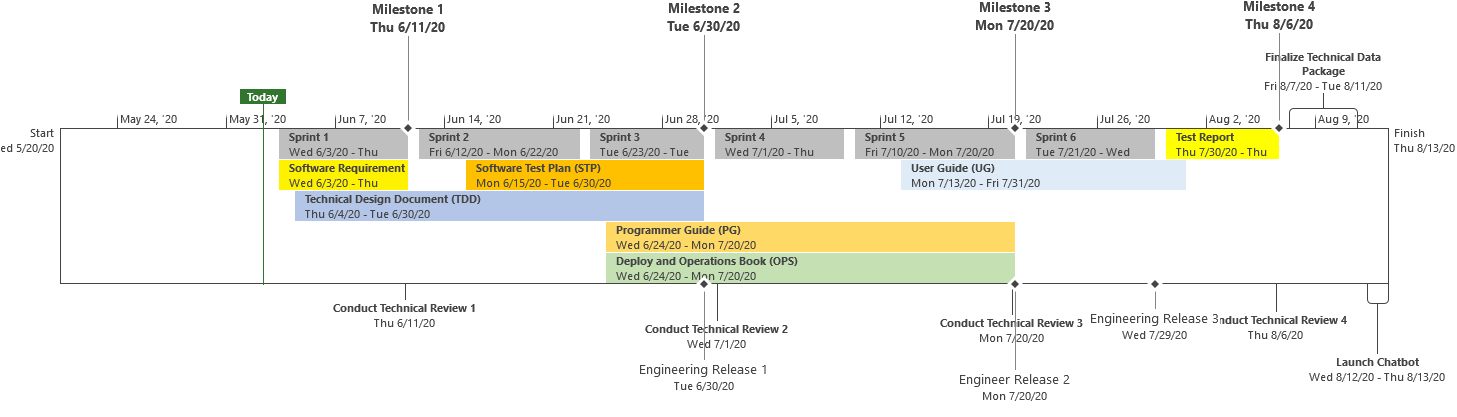 Milestone 1
Thu 6/11/20
Milestone 2
Tue 6/30/20
Milestone 3
Mon 7/20/20
Milestone 4
Thu 8/6/20
Finalize Technical Data
Package
Fri 8/7/20 - Tue 8/11/20
Today
May 24, '20
May 31, '20
Jun 7, '20
Jun 14, '20
Jun 21, '20
Jun 28, '20
Jul 5, '20
Jul 12, '20
Jul 19, '20
Jul 26, '20
Aug 2, '20
Aug 9, '20
Start
ed 5/20/20
Finish
Thu 8/13/20
Sprint 1
Wed 6/3/20 - Thu
Sprint 2
Fri 6/12/20 - Mon 6/22/20
Sprint 3
Tue 6/23/20 - Tue
Sprint 4
Wed 7/1/20 - Thu
Sprint 5
Fri 7/10/20 - Mon 7/20/20
Sprint 6
Tue 7/21/20 - Wed
Test Report
Thu 7/30/20 - Thu
Software Requirement
Wed 6/3/20 - Thu
Software Test Plan (STP)
Mon 6/15/20 - Tue 6/30/20
User Guide (UG)
Mon 7/13/20 - Fri 7/31/20
Technical Design Document (TDD)
Thu 6/4/20 - Tue 6/30/20
Programmer Guide (PG)
Wed 6/24/20 - Mon 7/20/20
Deploy and Operations Book (OPS)
Wed 6/24/20 - Mon 7/20/20
Conduct Technical Review 1
Thu 6/11/20
Conduct Technical Review 2
Wed 7/1/20
Engineering Release 1
Tue 6/30/20
Conduct Technical Review 3
Mon 7/20/20
Engineer Release 2
Mon 7/20/20
Engineering Release 3
Wed 7/29/20
nduct Technical Review 4
Thu 8/6/20
Launch Chatbot
Wed 8/12/20 - Thu 8/13/20